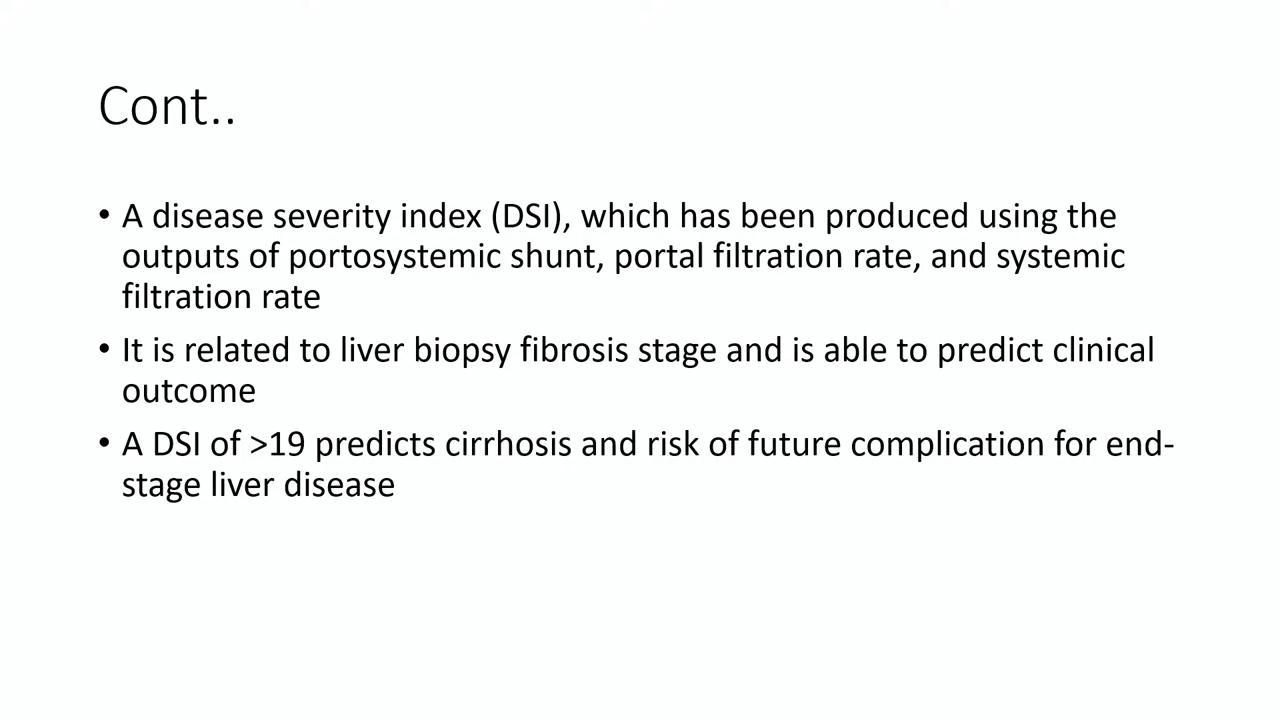 Cont..
• A disease severity index (DSI), which has been produced using the
outputs of portosystemic shunt, portal filtration rate, and systemic
filtration rate
• It is related to liver biopsy fibrosis stage and is able to predict clinical
outcome
• A DSI of >19 predicts cirrhosis and risk of future complication for end-
stage liver disease